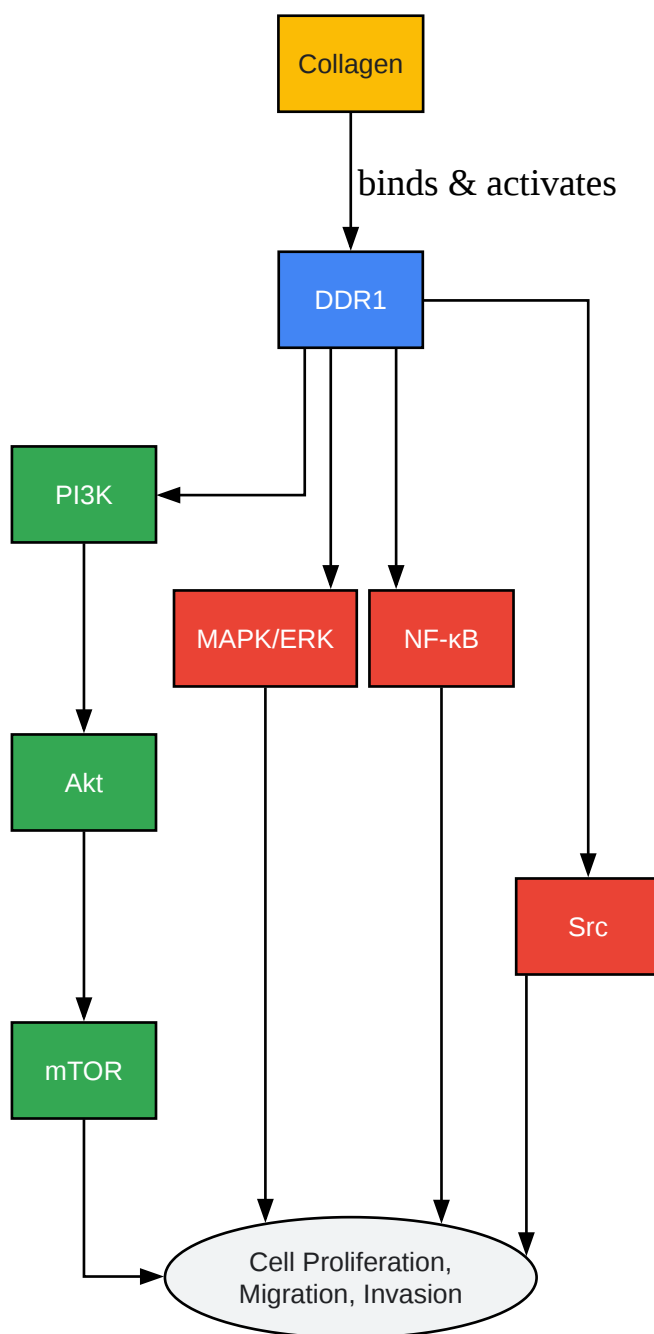 Collagen
binds & activates
DDR1
PI3K
MAPK/ERK
NF-κB
Akt
Src
mTOR
Cell Proliferation,
Migration, Invasion